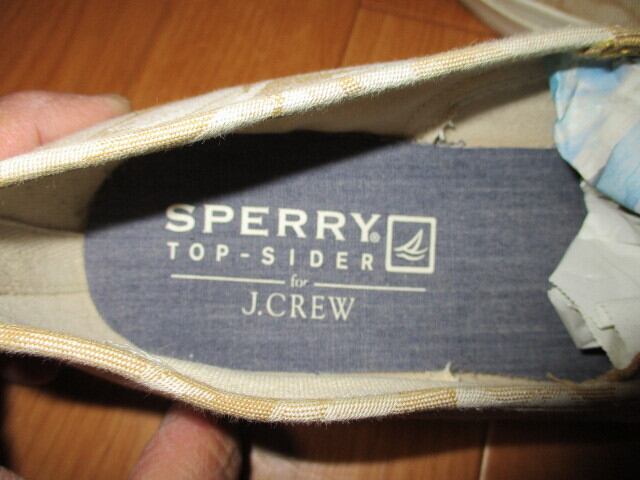 SPERRY®
TOP-SIDER
for
J.CREW